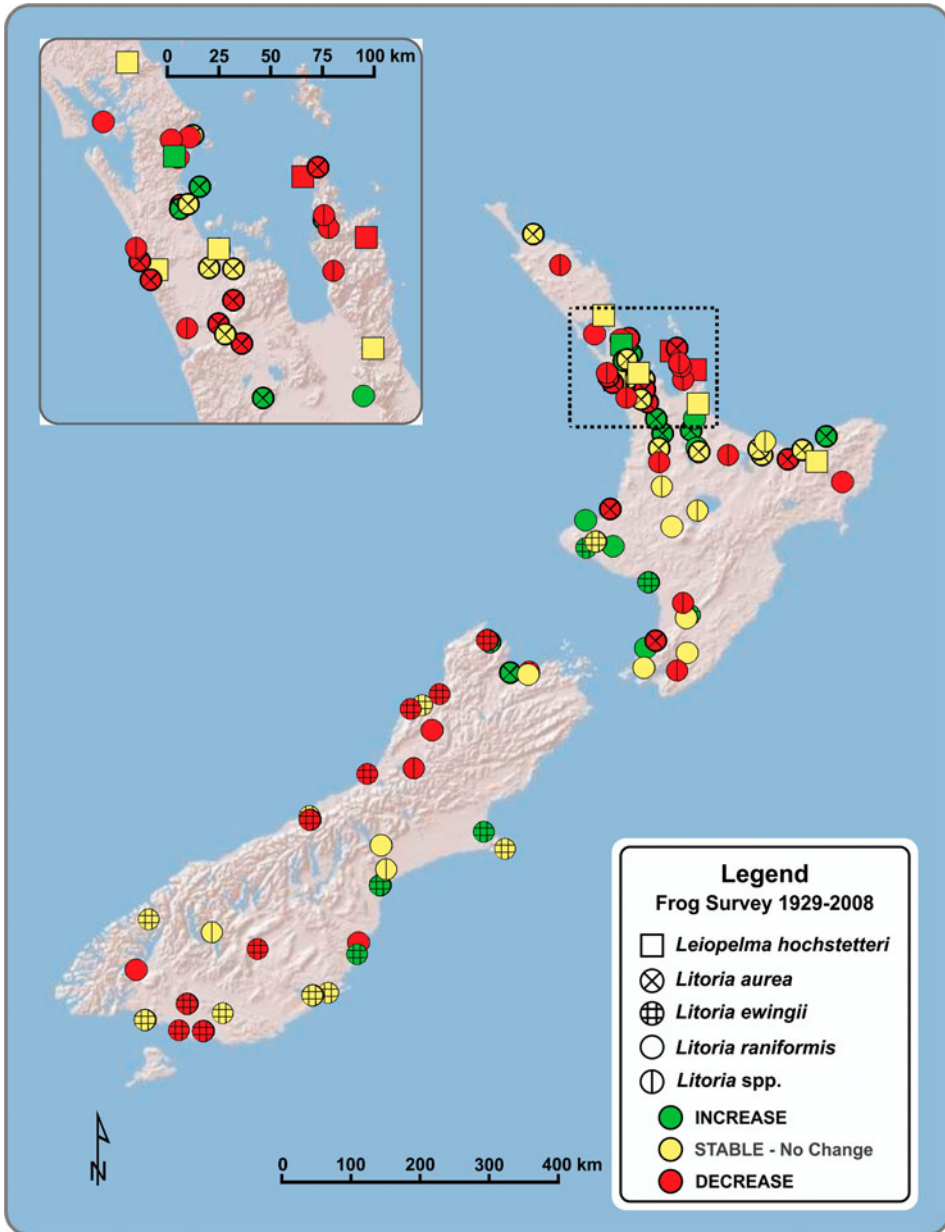 0 25 50 75 100 km
Legend
Frog Survey 1929-2008
Leiopelma hochstetteri
Litoria aurea
Litoria ewingii
Litoria raniformis
Litoria spp.
INCREASE
STABLE - No Change
DECREASE
N
0 100 200 300 400 km